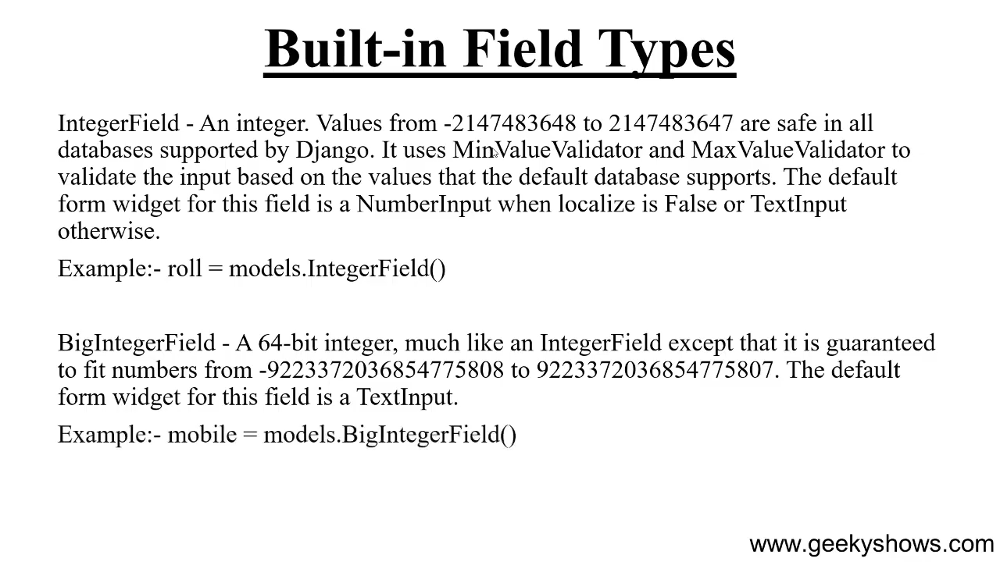 Built-in Field Types
IntegerField - An integer. Values from -2147483648 to 2147483647 are safe in all
databases supported by Django. It uses MinValueValidator and MaxValueValidator to
validate the input based on the values that the default database supports. The default
form widget for this field is a NumberInput when localize is False or TextInput
otherwise.
Example:- roll = models.IntegerField()
BigIntegerField - A 64-bit integer, much like an IntegerField except that it is guaranteed
to fit numbers from -9223372036854775808 to 9223372036854775807. The default
form widget for this field is a TextInput.
Example:- mobile = models.BigIntegerField()
www.geekyshows.com